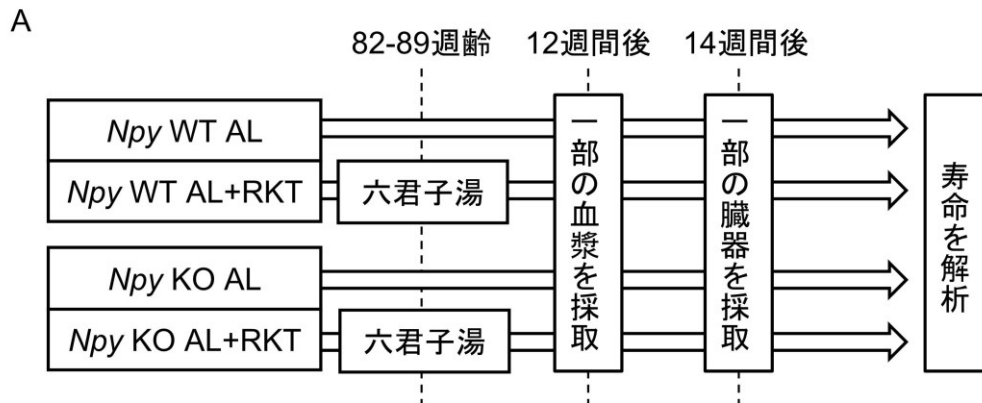 A
82-89週齢
12週間後
14週間後
Npy WT AL
Npy WT AL+RKT
六君子湯
Npy KO AL
Npy KO AL+RKT
六君子湯
一部の血漿を採取
一部の臓器を採取
寿命を解析